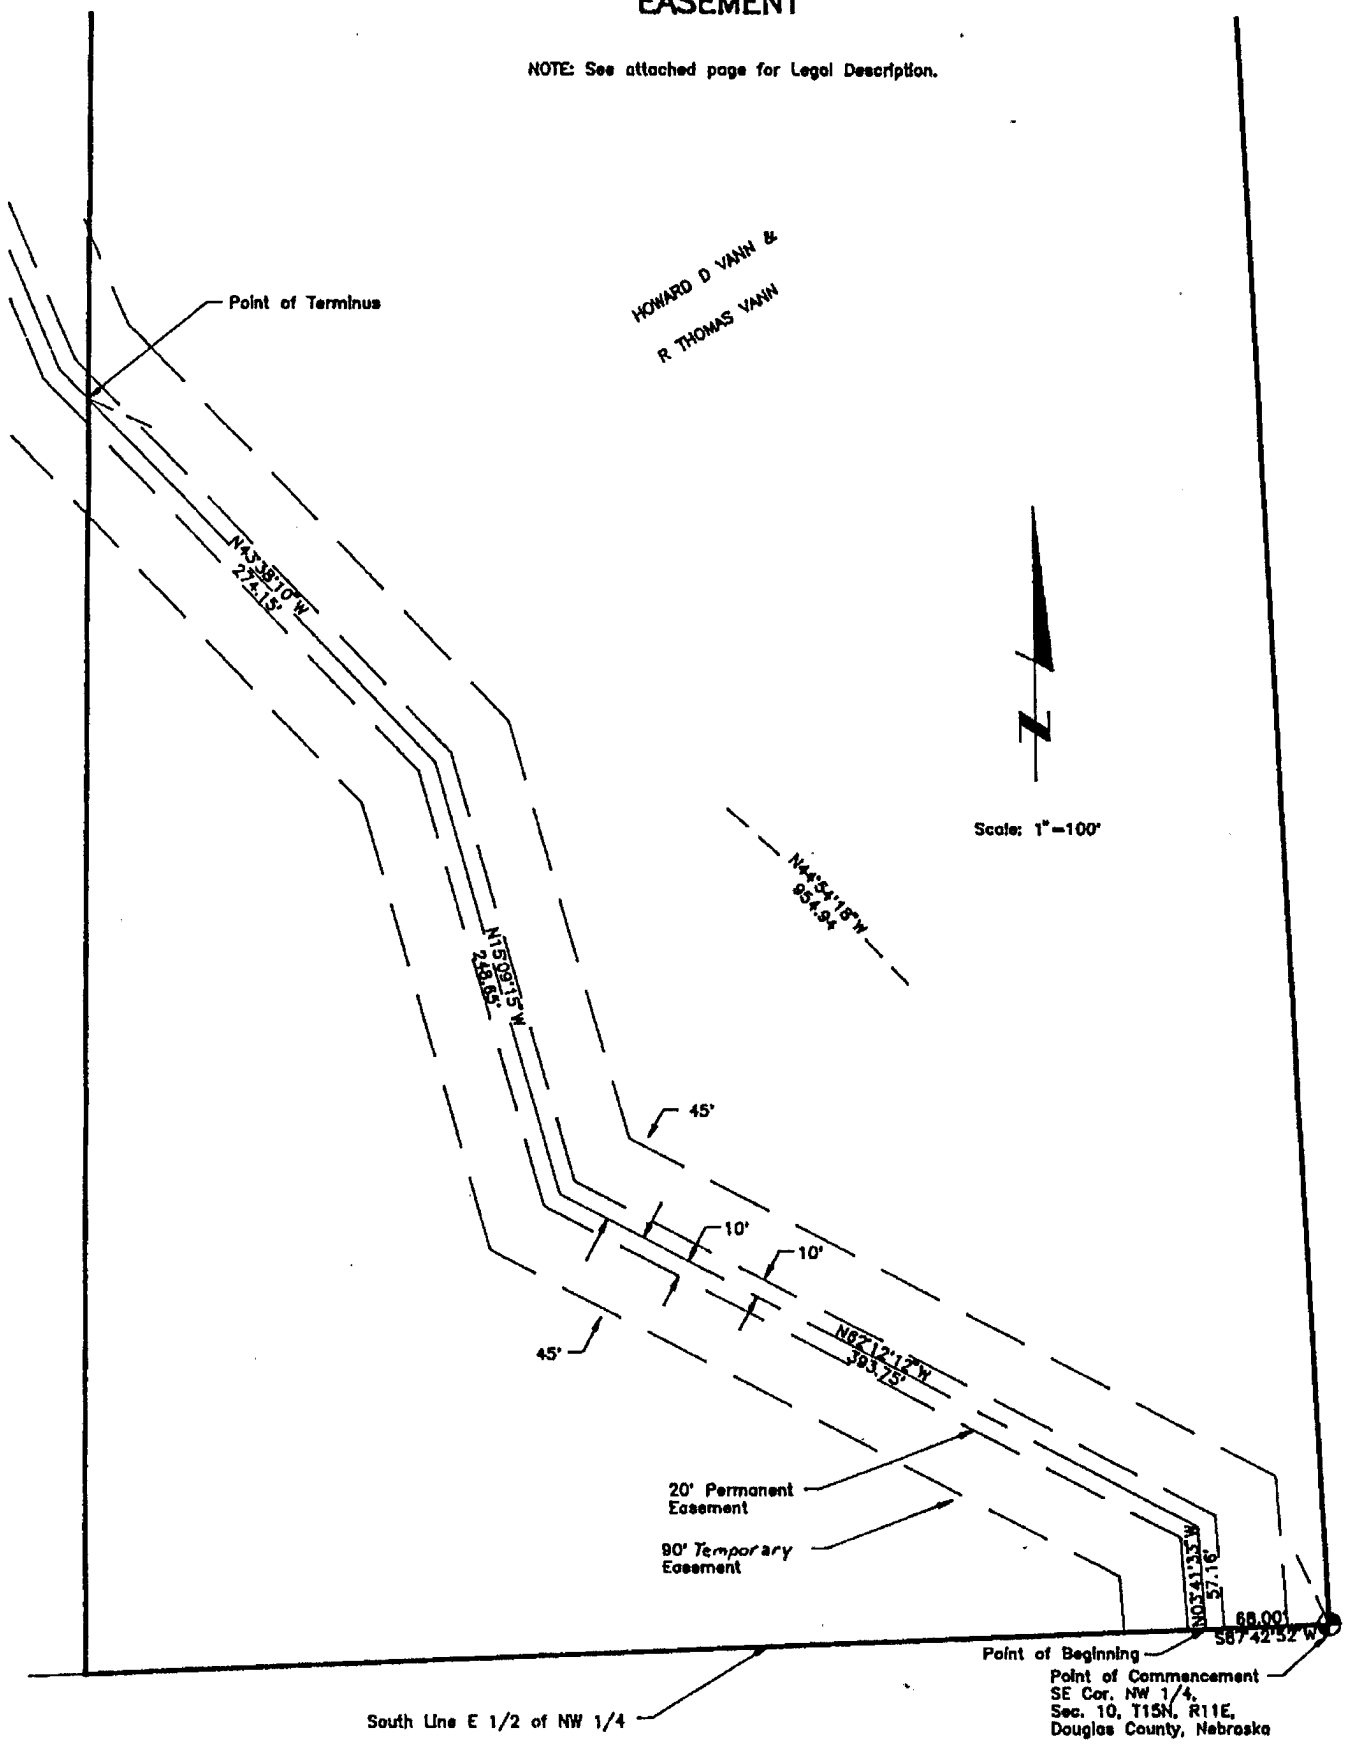 EASEMENT
NOTE: See attached page for Legal Description.
HOWARD D VANN &
R THOMAS VANN
Point of Terminus
N43°38'10"W
274.15'
Scale: 1"=100'
N44°54'18"W
954.94
N15°09'15"W
248.65'
45'
10'
10'
45'
N62°12'12"W
393.75'
20' Permanent
Easement
90' Temporary
Easement
N03°41'33"W
57.16'
68.00'
S87°42'52"W
Point of Beginning
Point of Commencement
SE Cor. NW 1/4,
Sec. 10, T15N, R11E,
Douglas County, Nebraska
South Line E 1/2 of NW 1/4
N